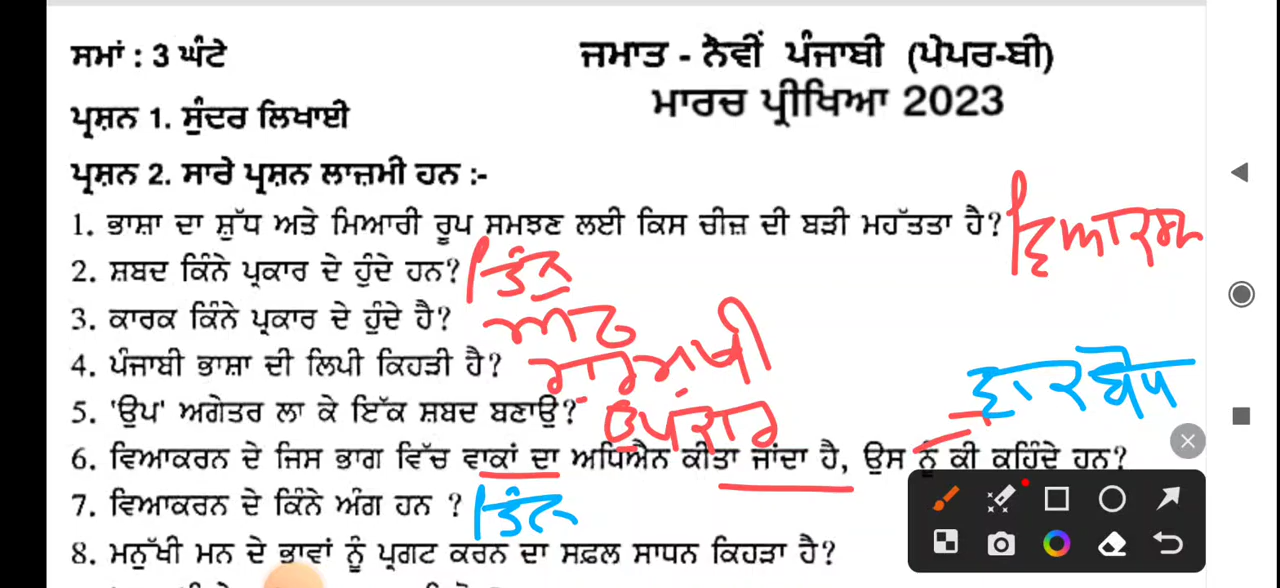 ਸਮਾਂ : 3 ਘੰਟੇ
ਜਮਾਤ - ਨੌਵੀਂ ਪੰਜਾਬੀ (ਪੇਪਰ-ਬੀ)
ਮਾਰਚ ਪ੍ਰੀਖਿਆ 2023
ਪ੍ਰਸ਼ਨ 1. ਸੁੰਦਰ ਲਿਖਾਈ
ਪ੍ਰਸ਼ਨ 2. ਸਾਰੇ ਪ੍ਰਸ਼ਨ ਲਾਜ਼ਮੀ ਹਨ :-
1. ਭਾਸ਼ਾ ਦਾ ਸ਼ੁੱਧ ਅਤੇ ਮਿਆਰੀ ਰੂਪ ਸਮਝਣ ਲਈ ਕਿਸ ਚੀਜ਼ ਦੀ ਬੜੀ ਮਹੱਤਤਾ ਹੈ?
2. ਸ਼ਬਦ ਕਿੰਨੇ ਪ੍ਰਕਾਰ ਦੇ ਹੁੰਦੇ ਹਨ? ਤਿੰਨ
3. ਕਾਰਕ ਕਿੰਨੇ ਪ੍ਰਕਾਰ ਦੇ ਹੁੰਦੇ ਹੈ? ਅਠ
4. ਪੰਜਾਬੀ ਭਾਸ਼ਾ ਦੀ ਲਿਪੀ ਕਿਹੜੀ ਹੈ? ਗੁਰਮੁਖੀ
5. 'ਉਪ' ਅਗੇਤਰ ਲਾ ਕੇ ਇੱਕ ਸ਼ਬਦ ਬਣਾਉ?
6. ਵਿਆਕਰਨ ਦੇ ਜਿਸ ਭਾਗ ਵਿੱਚ ਵਾਕਾਂ ਦਾ ਅਧਿਐਨ ਕੀਤਾ ਜਾਂਦਾ ਹੈ, ਉਸ ਨੂੰ ਕੀ ਕਹਿੰਦੇ ਹਨ?
7. ਵਿਆਕਰਨ ਦੇ ਕਿੰਨੇ ਅੰਗ ਹਨ ? ਤਿੰਨ
8. ਮਨੁੱਖੀ ਮਨ ਦੇ ਭਾਵਾਂ ਨੂੰ ਪ੍ਰਗਟ ਕਰਨ ਦਾ ਸਫ਼ਲ ਸਾਧਨ ਕਿਹੜਾ ਹੈ?